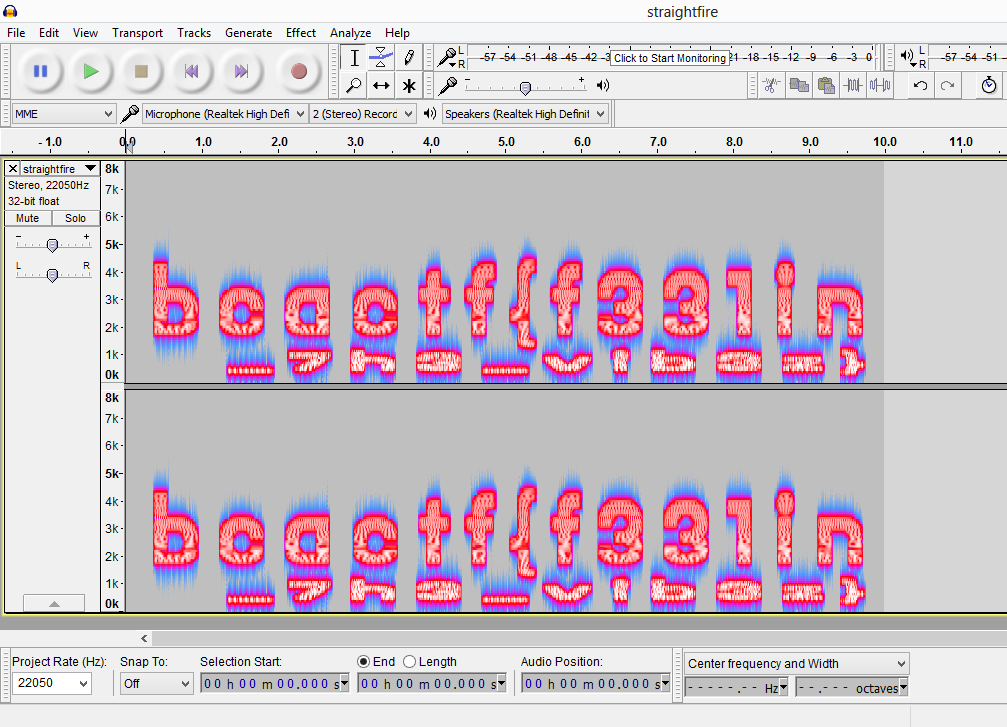 straightfire
File Edit View Transport Tracks Generate Effect Analyze Help
L R -57 -54 -51 -48 -45 -42 -3 Click to Start Monitoring 21 -18 -15 -12 -9 -6 -3 0 L R -57 -54 -51
MME Microphone (Realtek High Defi 2 (Stereo) Record Speakers (Realtek High Definit
- 1.0 0.0 1.0 2.0 3.0 4.0 5.0 6.0 7.0 8.0 9.0 10.0 11.0
straightfire 8k
Stereo, 22050Hz 7k
32-bit float
Mute Solo 6k
- + 5k
L R 4k
3k
2k
1k
0k
bcactf{f331in
8k
7k
6k
5k
4k
3k
2k
1k
0k
bcactf{f331in
Project Rate (Hz): Snap To: Selection Start: End Length Audio Position: Center frequency and Width
22050 Off 00 h 00 m 00.000 s 00 h 00 m 00.000 s 00 h 00 m 00.000 s -----.-- Hz --.--- octaves